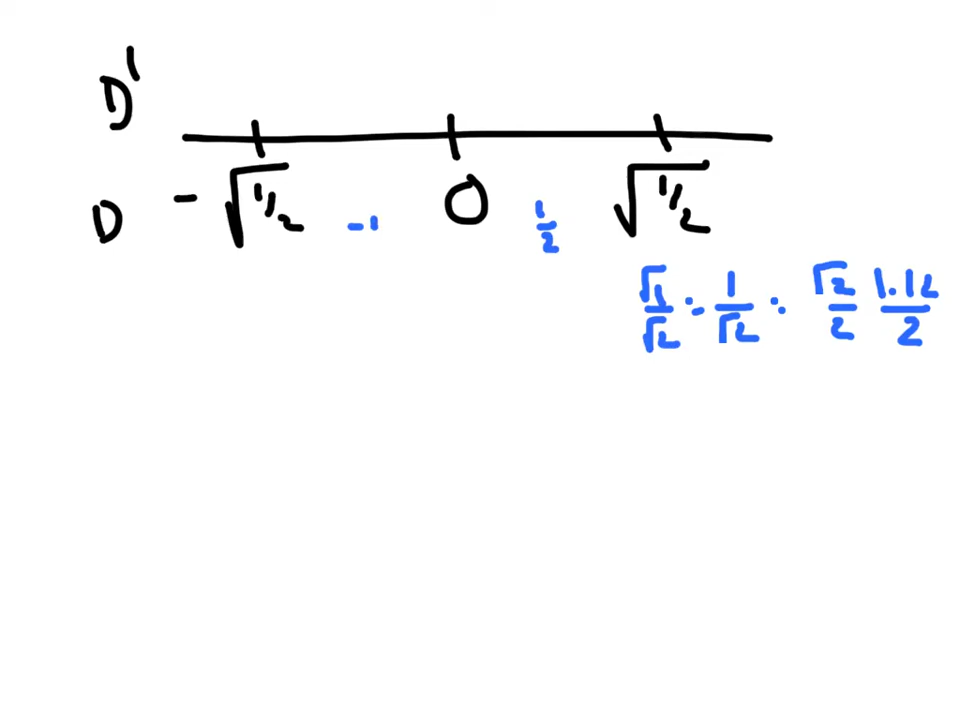 D'
D -√1/2 -1 0 1/2 √1/2
√1/√2 = 1/√2 = √2/2 1.12/2